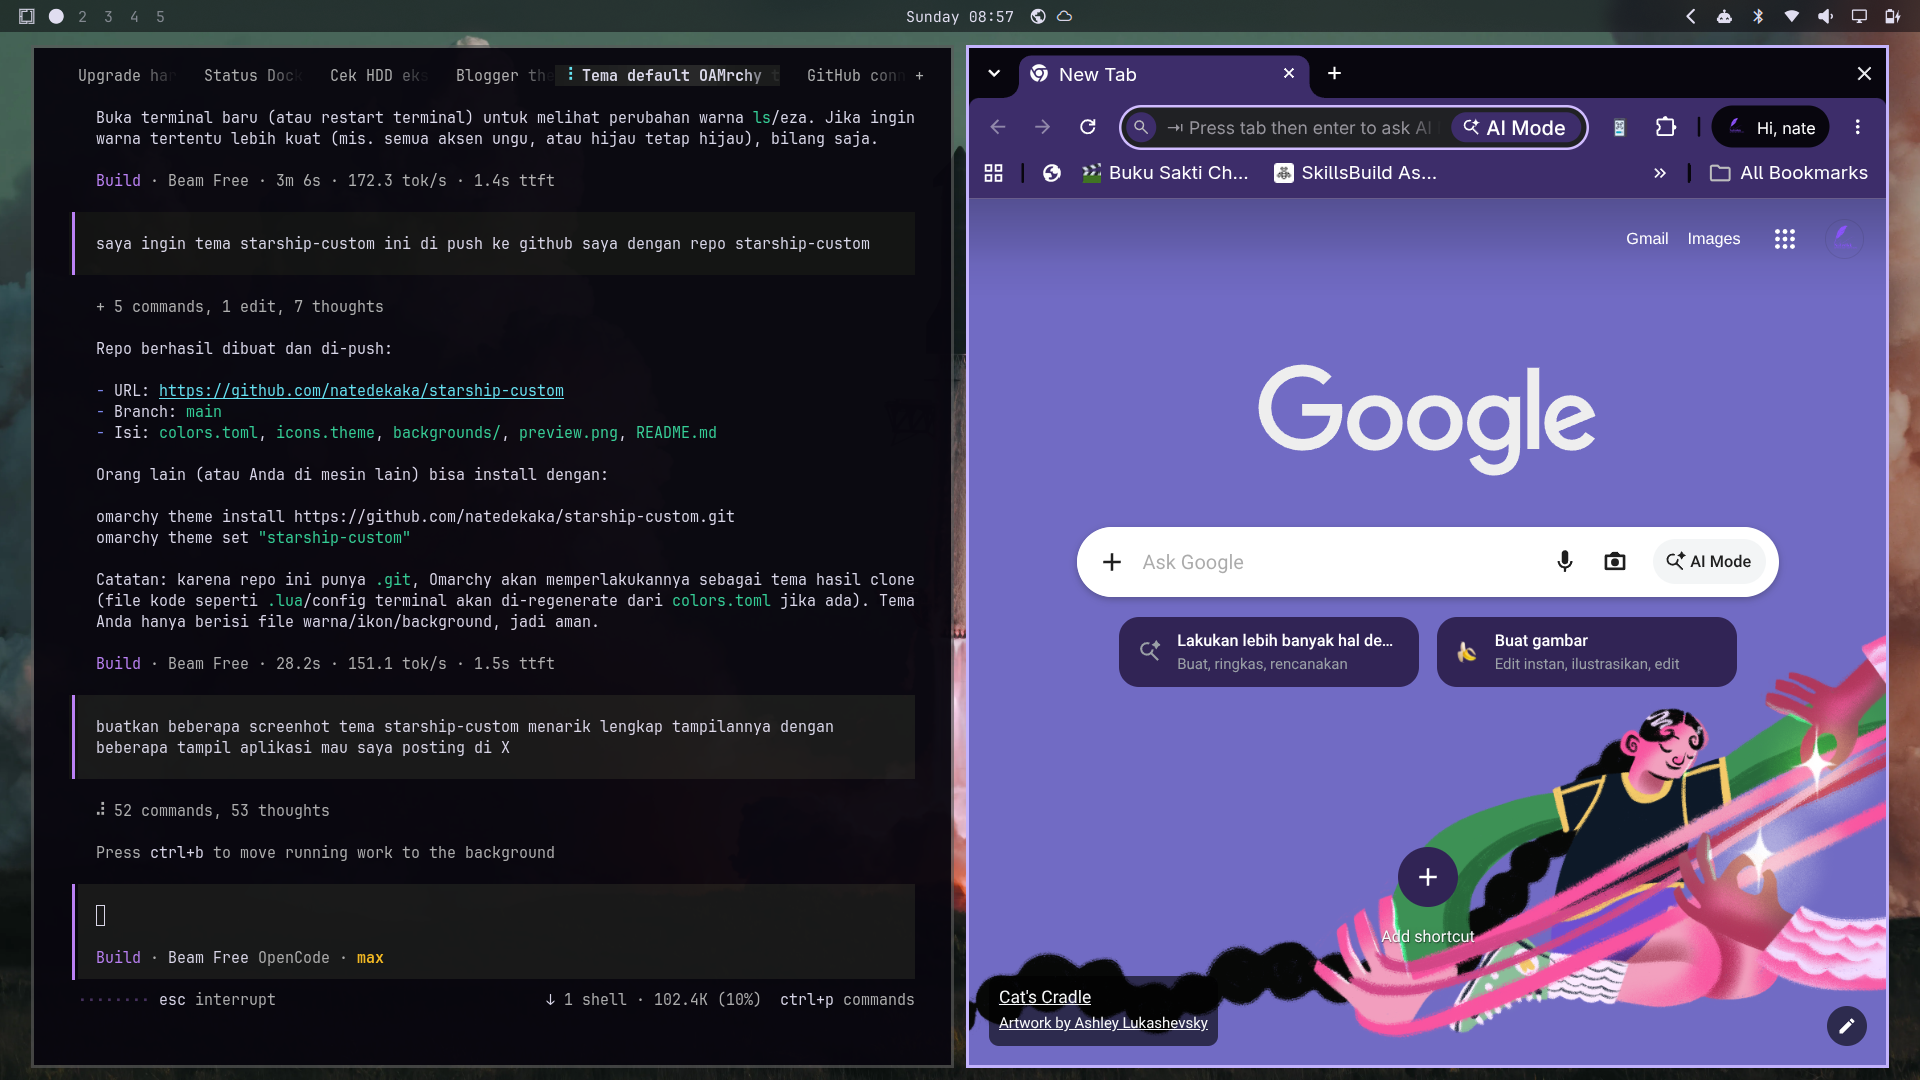 2 3 4 5
Sunday 08:57
Upgrade har Status Dock Cek HDD eks Blogger the Tema default OAMrchy t GitHub conn +
Buka terminal baru (atau restart terminal) untuk melihat perubahan warna ls/eza. Jika ingin
warna tertentu lebih kuat (mis. semua aksen ungu, atau hijau tetap hijau), bilang saja.
Build · Beam Free · 3m 6s · 172.3 tok/s · 1.4s ttft
saya ingin tema starship-custom ini di push ke github saya dengan repo starship-custom
+ 5 commands, 1 edit, 7 thoughts
Repo berhasil dibuat dan di-push:
- URL: https://github.com/natedekaka/starship-custom
- Branch: main
- Isi: colors.toml, icons.theme, backgrounds/, preview.png, README.md
Orang lain (atau Anda di mesin lain) bisa install dengan:
omarchy theme install https://github.com/natedekaka/starship-custom.git
omarchy theme set "starship-custom"
Catatan: karena repo ini punya .git, Omarchy akan memperlakukannya sebagai tema hasil clone
(file kode seperti .lua/config terminal akan di-regenerate dari colors.toml jika ada). Tema
Anda hanya berisi file warna/ikon/background, jadi aman.
Build · Beam Free · 28.2s · 151.1 tok/s · 1.5s ttft
buatkan beberapa screenhot tema starship-custom menarik lengkap tampilannya dengan
beberapa tampil aplikasi mau saya posting di X
52 commands, 53 thoughts
Press ctrl+b to move running work to the background
Build · Beam Free OpenCode · max
esc interrupt
↓ 1 shell · 102.4K (10%) ctrl+p commands
New Tab
Press tab then enter to ask AI
AI Mode
Hi, nate
Buku Sakti Ch...
SkillsBuild As...
»
All Bookmarks
Gmail
Images
Google
Ask Google
AI Mode
Lakukan lebih banyak hal de...
Buat, ringkas, rencanakan
Buat gambar
Edit instan, ilustrasikan, edit
Add shortcut
Cat's Cradle
Artwork by Ashley Lukashevsky